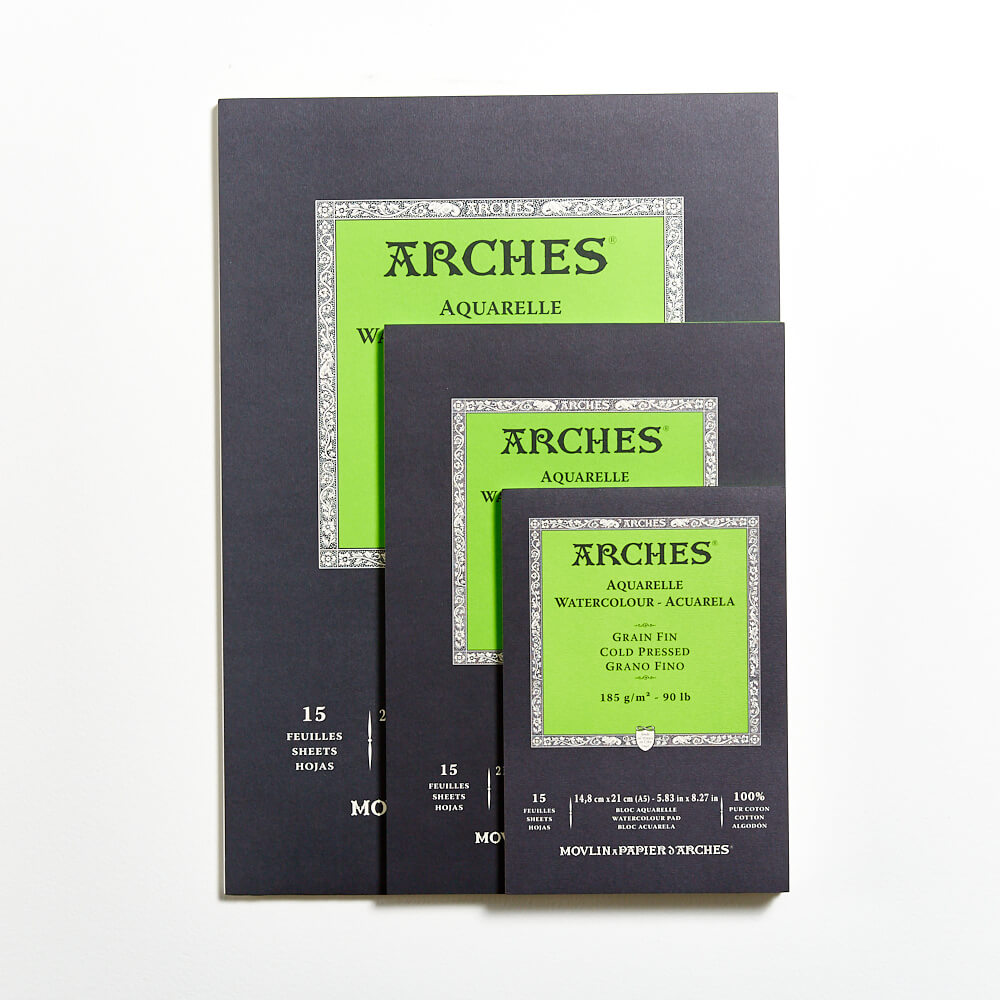 ARCHES
ARCHES®
AQUARELLE
15
FEUILLES
SHEETS
HOJAS
ARCHES
ARCHES®
AQUARELLE
15
FEUILLES
SHEETS
HOJAS
ARCHES
ARCHES®
AQUARELLE
WATERCOLOUR - ACUARELA
GRAIN FIN
COLD PRESSED
GRANO FINO
185 g/m² - 90 lb
15
FEUILLES
SHEETS
HOJAS
14,8 cm x 21 cm (A5) - 5.83 in x 8.27 in
BLOC AQUARELLE
WATERCOLOUR PAD
BLOC ACUARELA
100%
PUR COTON
COTTON
ALGODÓN
MOVLIN À PAPIER D'ARCHES®